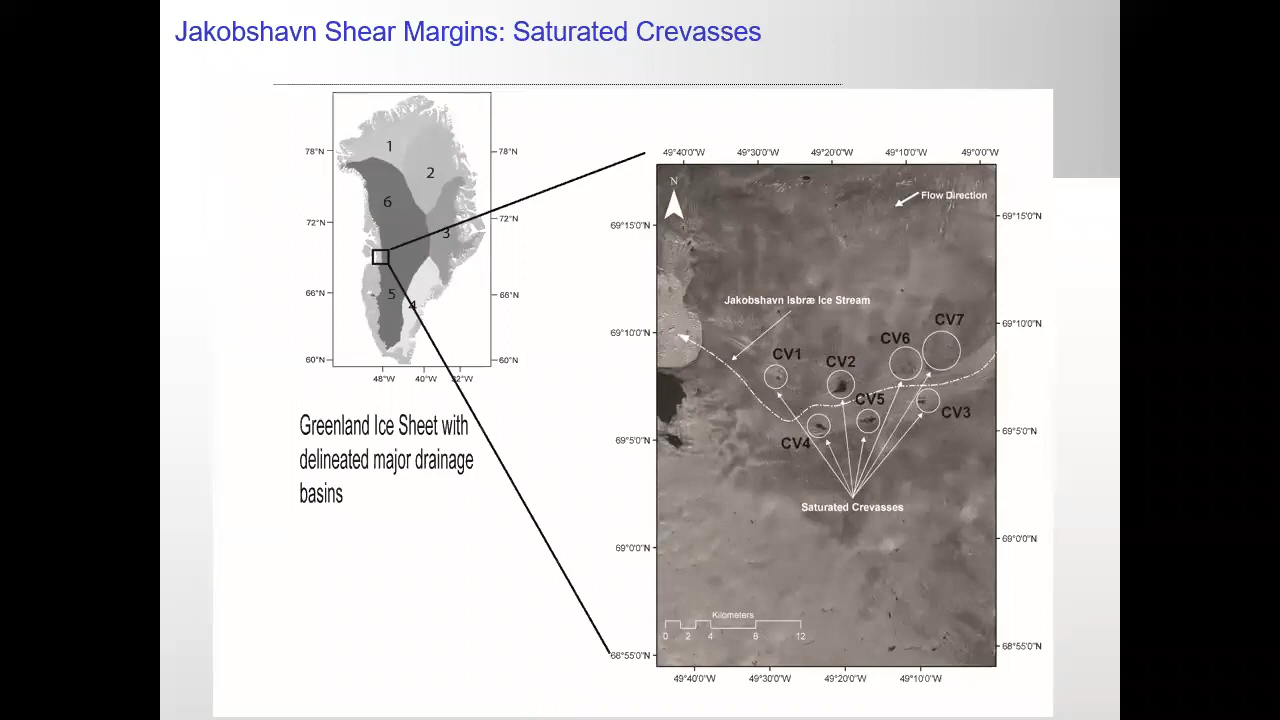 Jakobshavn Shear Margins: Saturated Crevasses
1
2
3
4
5
6
78°N
78°N
72°N
72°N
66°N
66°N
60°N
60°N
48°W 40°W 32°W
Greenland Ice Sheet with
delineated major drainage
basins
49°40'0"W 49°30'0"W 49°20'0"W 49°10'0"W 49°0'0"W
N
Flow Direction
69°15'0"N
69°15'0"N
Jakobshavn Isbræ Ice Stream
69°10'0"N
69°10'0"N
CV7
CV6
CV1
CV2
CV5
CV3
CV4
69°5'0"N
69°5'0"N
Saturated Crevasses
69°0'0"N
69°0'0"N
Kilometers
0 2 4 8 12
68°55'0"N
68°55'0"N
49°40'0"W 49°30'0"W 49°20'0"W 49°10'0"W